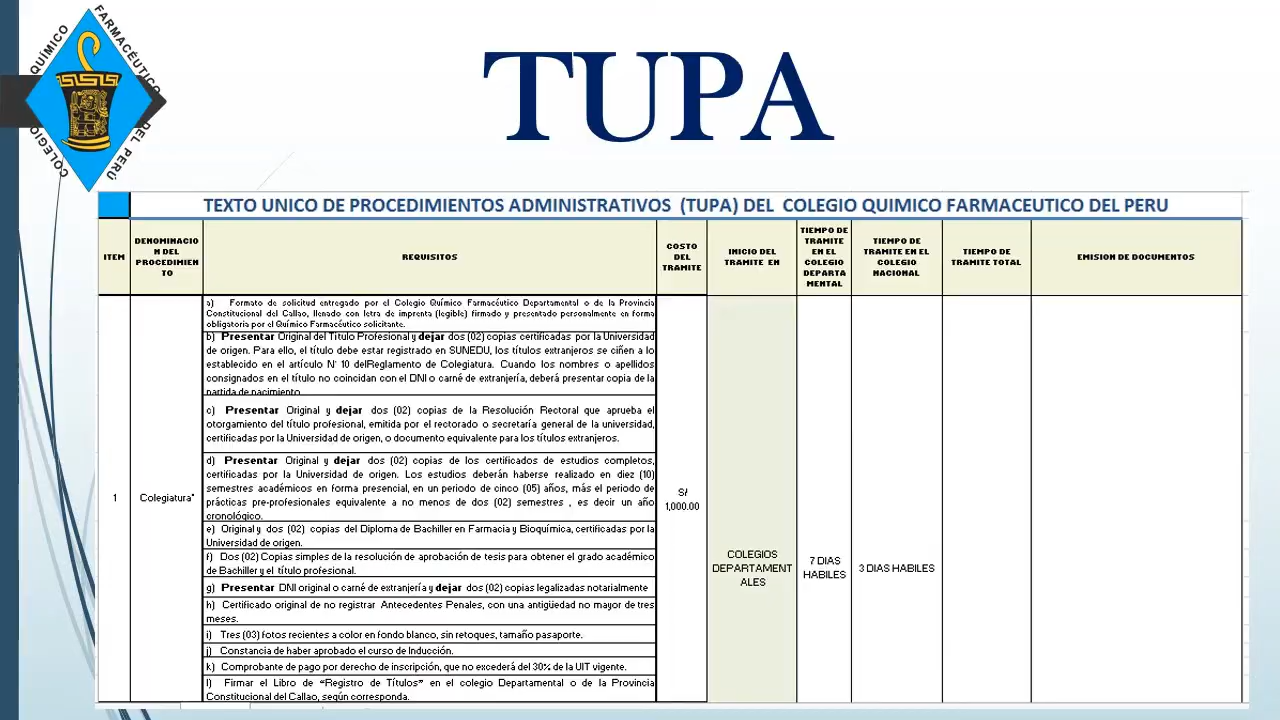 QUÍMICO FARMACÉUTICO
COLEGIO DEL PERÚ
TUPA
TEXTO UNICO DE PROCEDIMIENTOS ADMINISTRATIVOS (TUPA) DEL COLEGIO QUIMICO FARMACEUTICO DEL PERU
ITEM
DENOMINACIO
N DEL
PROCEDIMIEN
TO
REQUISITOS
COSTO
DEL
TRAMITE
INICIO DEL
TRAMITE EN
TIEMPO DE
TRAMITE
EN EL
COLEGIO
DEPARTA
MENTAL
TIEMPO DE
TRAMITE EN EL
COLEGIO
NACIONAL
TIEMPO DE
TRAMITE TOTAL
EMISION DE DOCUMENTOS
1
Colegiatura*
a) Formato de solicitud entregado por el Colegio Químico Farmacéutico Departamental o de la Provincia
Constitucional del Callao, llenado con letra de imprenta (legible) firmado y presentado personalmente en forma
obligatoria por el Químico Farmacéutico solicitante.
b) Presentar Original del Titulo Profesional y dejar dos (02) copias certificadas por la Universidad
de origen. Para ello, el título debe estar registrado en SUNEDU, los títulos extranjeros se ciñen a lo
establecido en el artículo N° 10 delReglamento de Colegiatura. Cuando los nombres o apellidos
consignados en el título no coincidan con el DNI o carné de extranjería, deberá presentar copia de la
partida de nacimiento.
c) Presentar Original y dejar dos (02) copias de la Resolución Rectoral que aprueba el
otorgamiento del título profesional, emitida por el rectorado o secretaría general de la universidad,
certificadas por la Universidad de origen, o documento equivalente para los títulos extranjeros.
d) Presentar Original y dejar dos (02) copias de los certificados de estudios completos,
certificadas por la Universidad de origen. Los estudios deberán haberse realizado en diez (10)
semestres académicos en forma presencial, en un periodo de cinco (05) años, más el periodo de
prácticas pre-profesionales equivalente a no menos de dos (02) semestres , es decir un año
cronológico.
e) Original y dos (02) copias del Diploma de Bachiller en Farmacia y Bioquímica, certificadas por la
Universidad de origen.
f) Dos (02) Copias simples de la resolución de aprobación de tesis para obtener el grado académico
de Bachiller y el título profesional.
g) Presentar DNI original o carné de extranjería y dejar dos (02) copias legalizadas notarialmente
h) Certificado original de no registrar Antecedentes Penales, con una antigüedad no mayor de tres
meses.
i) Tres (03) fotos recientes a color en fondo blanco, sin retoques, tamaño pasaporte.
j) Constancia de haber aprobado el curso de Inducción.
k) Comprobante de pago por derecho de inscripción, que no excederá del 30% de la UIT vigente.
l) Firmar el Libro de “Registro de Títulos” en el colegio Departamental o de la Provincia
Constitucional del Callao, según corresponda.
S/
1,000.00
COLEGIOS
DEPARTAMENT
ALES
7 DIAS
HABILES
3 DIAS HABILES